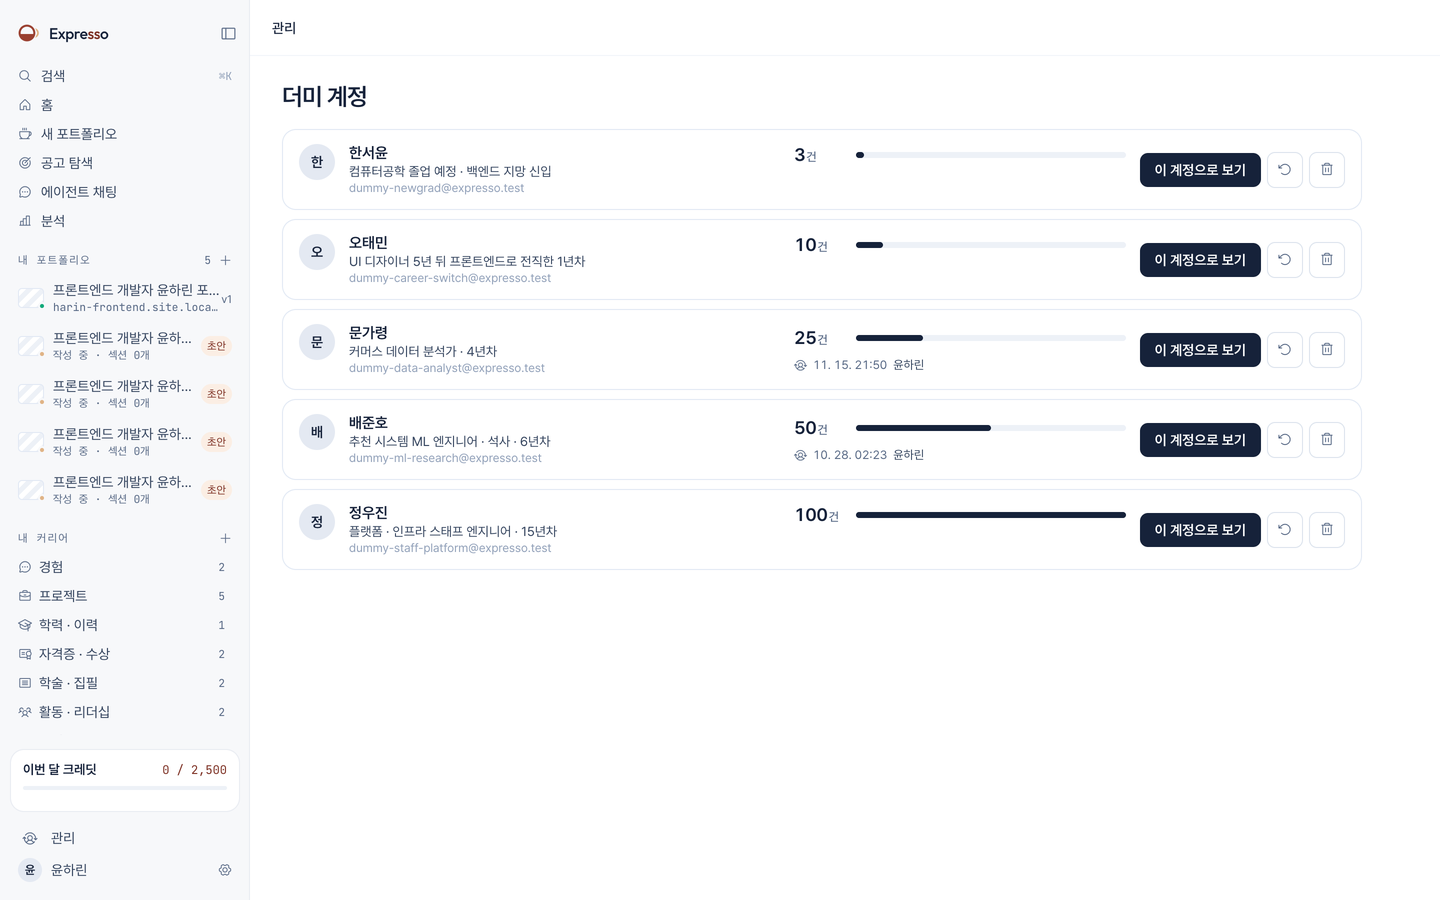 Expresso
검색 ⌘K
홈
새 포트폴리오
공고 탐색
에이전트 채팅
분석
내 포트폴리오 5
프론트엔드 개발자 윤하린 포... v1
harin-frontend.site.loca...
프론트엔드 개발자 윤하... 초안
작성 중 · 섹션 0개
프론트엔드 개발자 윤하... 초안
작성 중 · 섹션 0개
프론트엔드 개발자 윤하... 초안
작성 중 · 섹션 0개
프론트엔드 개발자 윤하... 초안
작성 중 · 섹션 0개
내 커리어
경험 2
프로젝트 5
학력 · 이력 1
자격증 · 수상 2
학술 · 집필 2
활동 · 리더십 2
이번 달 크레딧 0 / 2,500
관리
윤 윤하린
관리
더미 계정
한 한서윤
컴퓨터공학 졸업 예정 · 백엔드 지망 신입
dummy-newgrad@expresso.test
3건
이 계정으로 보기
오 오태민
UI 디자이너 5년 뒤 프론트엔드로 전직한 1년차
dummy-career-switch@expresso.test
10건
이 계정으로 보기
문 문가령
커머스 데이터 분석가 · 4년차
dummy-data-analyst@expresso.test
25건
11. 15. 21:50 윤하린
이 계정으로 보기
배 배준호
추천 시스템 ML 엔지니어 · 석사 · 6년차
dummy-ml-research@expresso.test
50건
10. 28. 02:23 윤하린
이 계정으로 보기
정 정우진
플랫폼 · 인프라 스태프 엔지니어 · 15년차
dummy-staff-platform@expresso.test
100건
이 계정으로 보기